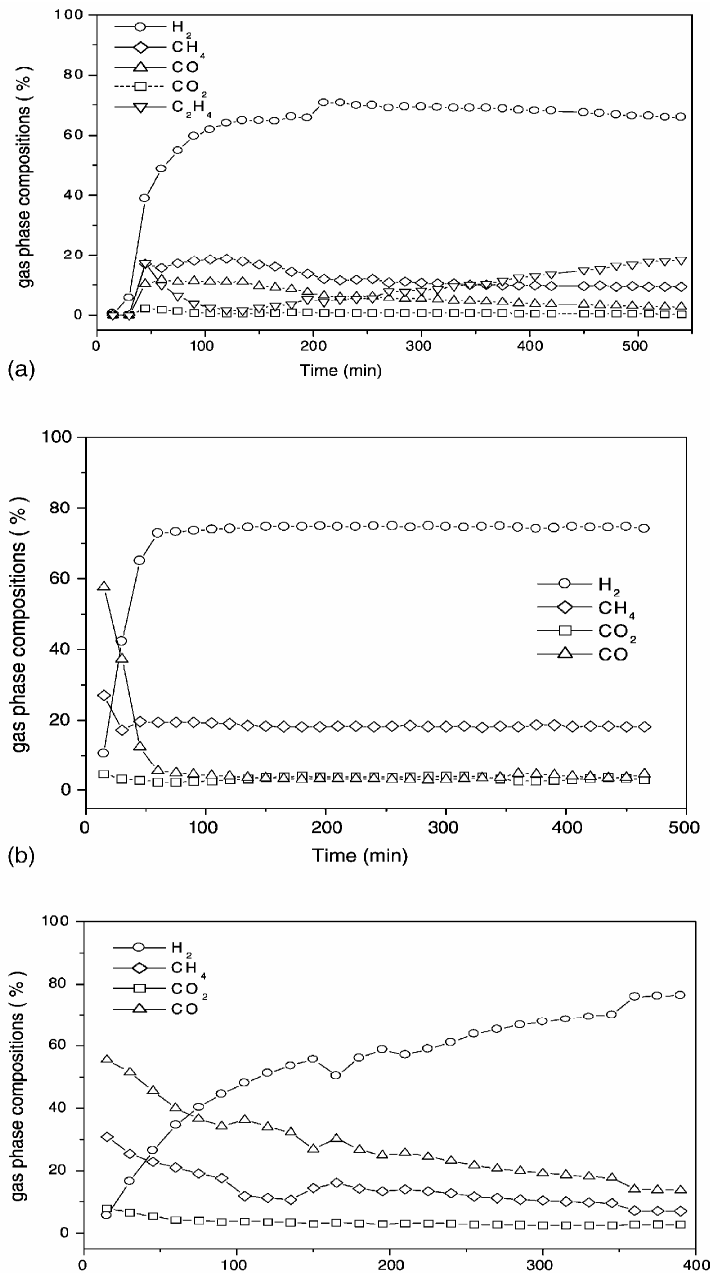 100
80
60
40
20
0
gas phase compositions ( % )
H2
CH4
CO
CO2
C2H4
0 100 200 300 400 500
Time (min)
(a)
100
80
60
40
20
0
gas phase compositions ( % )
H2
CH4
CO2
CO
0 100 200 300 400 500
Time (min)
(b)
100
80
60
40
20
0
gas phase compositions ( % )
H2
CH4
CO2
CO
0 100 200 300 400